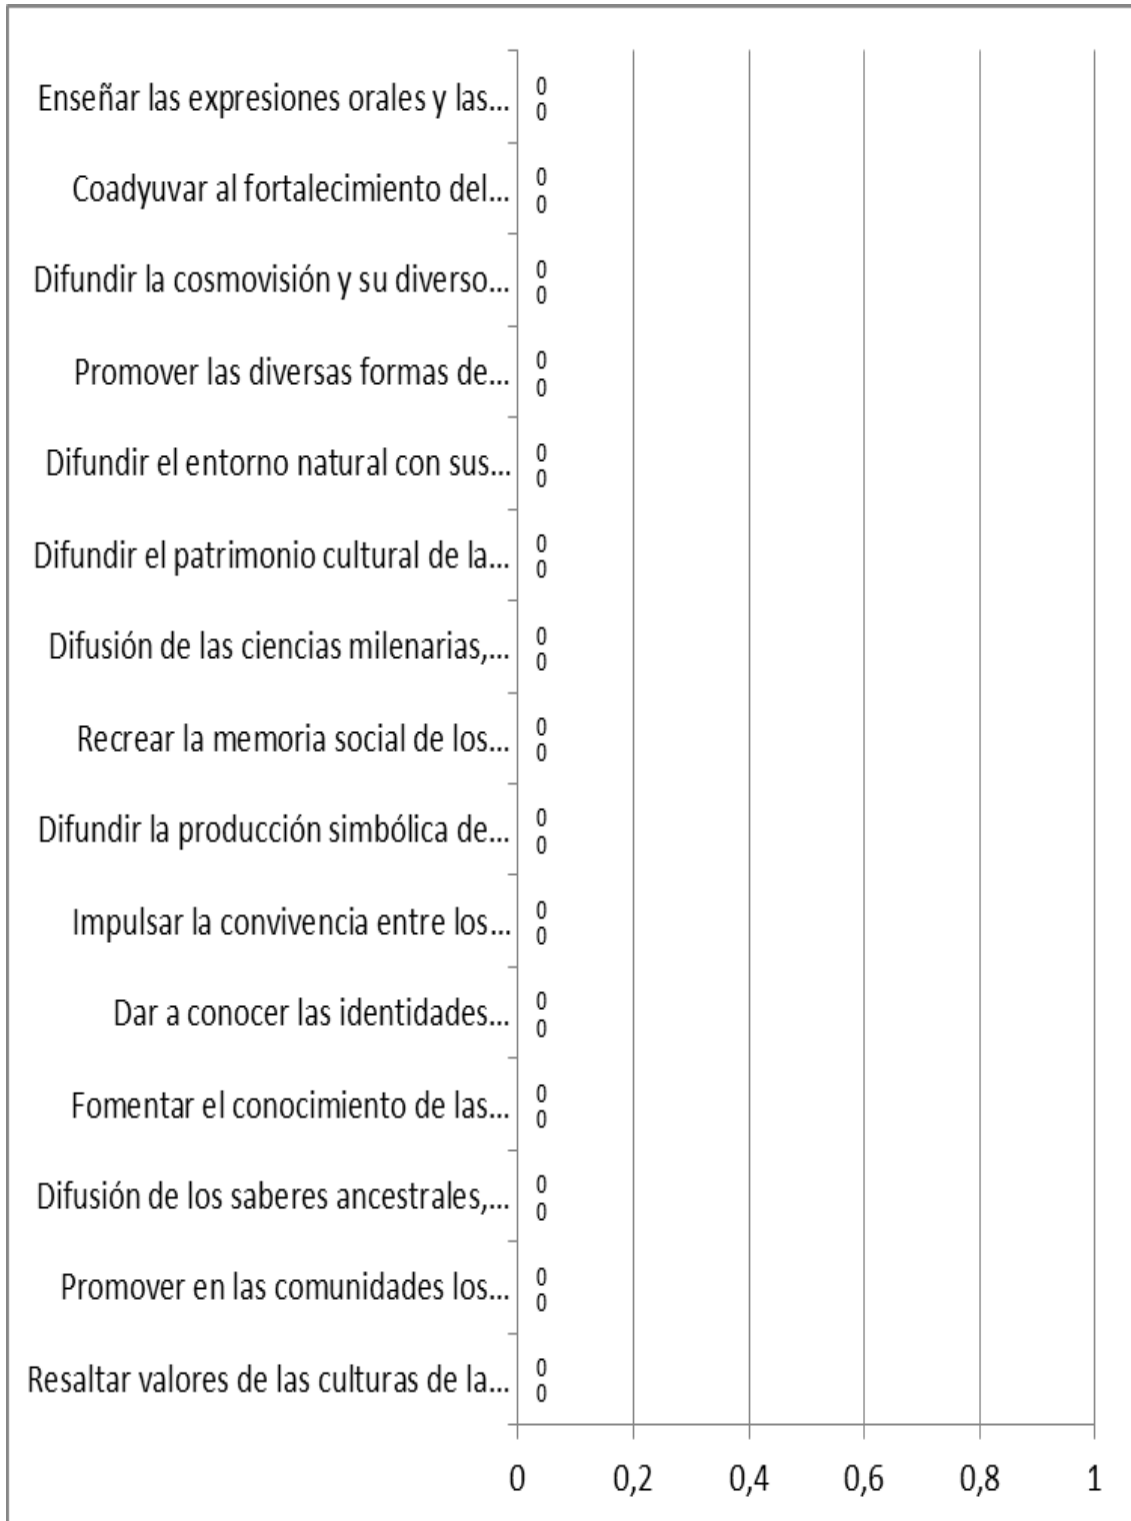 Enseñar las expresiones orales y las...
0
0
Coadyuvar al fortalecimiento del...
0
0
Difundir la cosmovisión y su diverso...
0
0
Promover las diversas formas de...
0
0
Difundir el entorno natural con sus...
0
0
Difundir el patrimonio cultural de la...
0
0
Difusión de las ciencias milenarias,...
0
0
Recrear la memoria social de los...
0
0
Difundir la producción simbólica de...
0
0
Impulsar la convivencia entre los...
0
0
Dar a conocer las identidades...
0
0
Fomentar el conocimiento de las...
0
0
Difusión de los saberes ancestrales,...
0
0
Promover en las comunidades los...
0
0
Resaltar valores de las culturas de la...
0
0
0 0,2 0,4 0,6 0,8 1